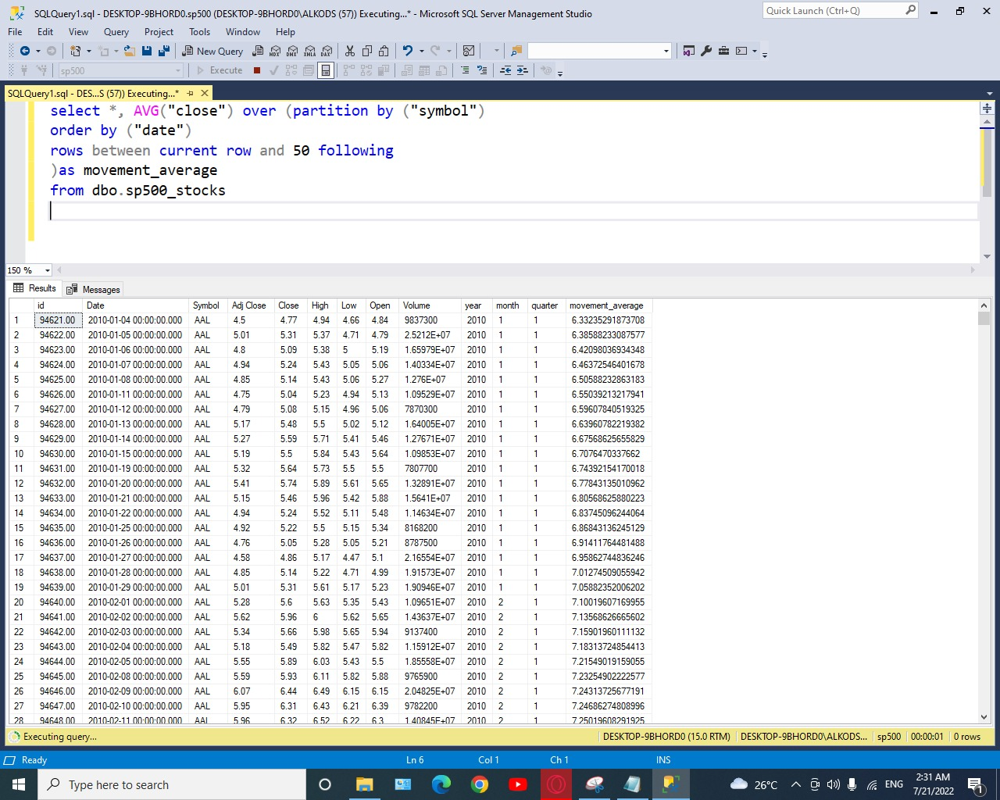 SQLQuery1.sql - DESKTOP-9BHORD0.sp500 (DESKTOP-9BHORD0\ALKODS (57)) Executing...* - Microsoft SQL Server Management Studio
Quick Launch (Ctrl+Q)
File Edit View Query Project Tools Window Help
New Query MDX DMX XMLA DAX
sp500 Execute
SQLQuery1.sql - DES...S (57)) Executing...*
select *, AVG("close") over (partition by ("symbol")
order by ("date")
rows between current row and 50 following
)as movement_average
from dbo.sp500_stocks
150 %
Results Messages
id Date Symbol Adj Close Close High Low Open Volume year month quarter movement_average
1 94621.00 2010-01-04 00:00:00.000 AAL 4.5 4.77 4.94 4.66 4.84 9837300 2010 1 1 6.33235291873708
2 94622.00 2010-01-05 00:00:00.000 AAL 5.01 5.31 5.37 4.71 4.79 2.5212E+07 2010 1 1 6.38588233087577
3 94623.00 2010-01-06 00:00:00.000 AAL 4.8 5.09 5.38 5 5.19 1.65979E+07 2010 1 1 6.42098036934348
4 94624.00 2010-01-07 00:00:00.000 AAL 4.94 5.24 5.43 5.05 5.06 1.40334E+07 2010 1 1 6.46372546401678
5 94625.00 2010-01-08 00:00:00.000 AAL 4.85 5.14 5.43 5.06 5.27 1.276E+07 2010 1 1 6.50588232863183
6 94626.00 2010-01-11 00:00:00.000 AAL 4.75 5.04 5.23 4.94 5.13 1.09529E+07 2010 1 1 6.55039213217941
7 94627.00 2010-01-12 00:00:00.000 AAL 4.79 5.08 5.15 4.96 5.06 7870300 2010 1 1 6.59607840519325
8 94628.00 2010-01-13 00:00:00.000 AAL 5.17 5.48 5.5 5.02 5.12 1.64005E+07 2010 1 1 6.63960782219382
9 94629.00 2010-01-14 00:00:00.000 AAL 5.27 5.59 5.71 5.41 5.46 1.27671E+07 2010 1 1 6.67568625655829
10 94630.00 2010-01-15 00:00:00.000 AAL 5.19 5.5 5.84 5.43 5.64 1.09853E+07 2010 1 1 6.7076470337662
11 94631.00 2010-01-19 00:00:00.000 AAL 5.32 5.64 5.73 5.5 5.5 7807700 2010 1 1 6.74392154170018
12 94632.00 2010-01-20 00:00:00.000 AAL 5.41 5.74 5.89 5.61 5.65 1.32891E+07 2010 1 1 6.77843135010962
13 94633.00 2010-01-21 00:00:00.000 AAL 5.15 5.46 5.96 5.42 5.88 1.5641E+07 2010 1 1 6.80568625880223
14 94634.00 2010-01-22 00:00:00.000 AAL 4.94 5.24 5.52 5.11 5.48 1.14634E+07 2010 1 1 6.83745096244064
15 94635.00 2010-01-25 00:00:00.000 AAL 4.92 5.22 5.5 5.15 5.34 8168200 2010 1 1 6.86843136245129
16 94636.00 2010-01-26 00:00:00.000 AAL 4.76 5.05 5.28 5.05 5.21 8787500 2010 1 1 6.91411764481488
17 94637.00 2010-01-27 00:00:00.000 AAL 4.58 4.86 5.17 4.47 5.1 2.16554E+07 2010 1 1 6.95862744836246
18 94638.00 2010-01-28 00:00:00.000 AAL 4.85 5.14 5.22 4.71 4.99 1.91573E+07 2010 1 1 7.01274509055942
19 94639.00 2010-01-29 00:00:00.000 AAL 5.01 5.31 5.61 5.17 5.23 1.90946E+07 2010 1 1 7.05882352006202
20 94640.00 2010-02-01 00:00:00.000 AAL 5.28 5.6 5.63 5.35 5.43 1.09651E+07 2010 2 1 7.10019607169955
21 94641.00 2010-02-02 00:00:00.000 AAL 5.62 5.96 6 5.62 5.65 1.43637E+07 2010 2 1 7.13568626665602
22 94642.00 2010-02-03 00:00:00.000 AAL 5.34 5.66 5.98 5.65 5.94 9137400 2010 2 1 7.15901960111132
23 94643.00 2010-02-04 00:00:00.000 AAL 5.18 5.49 5.82 5.47 5.82 1.15912E+07 2010 2 1 7.18313724854413
24 94644.00 2010-02-05 00:00:00.000 AAL 5.55 5.89 6.03 5.43 5.5 1.85558E+07 2010 2 1 7.21549019159055
25 94645.00 2010-02-08 00:00:00.000 AAL 5.59 5.93 6.11 5.82 5.88 9765900 2010 2 1 7.23254902222577
26 94646.00 2010-02-09 00:00:00.000 AAL 6.07 6.44 6.49 6.15 6.15 2.04825E+07 2010 2 1 7.24313725677191
27 94647.00 2010-02-10 00:00:00.000 AAL 5.95 6.31 6.43 6.21 6.39 9782200 2010 2 1 7.24686274808996
28 94648.00 2010-02-11 00:00:00.000 AAL 5.96 6.32 6.52 6.22 6.3 1.40845E+07 2010 2 1 7.25019608291925
Executing query... DESKTOP-9BHORD0 (15.0 RTM) DESKTOP-9BHORD0\ALKODS... sp500 00:00:01 0 rows
Ready Ln 6 Col 1 Ch 1 INS
Type here to search 26°C ENG 2:31 AM
7/21/2022 1